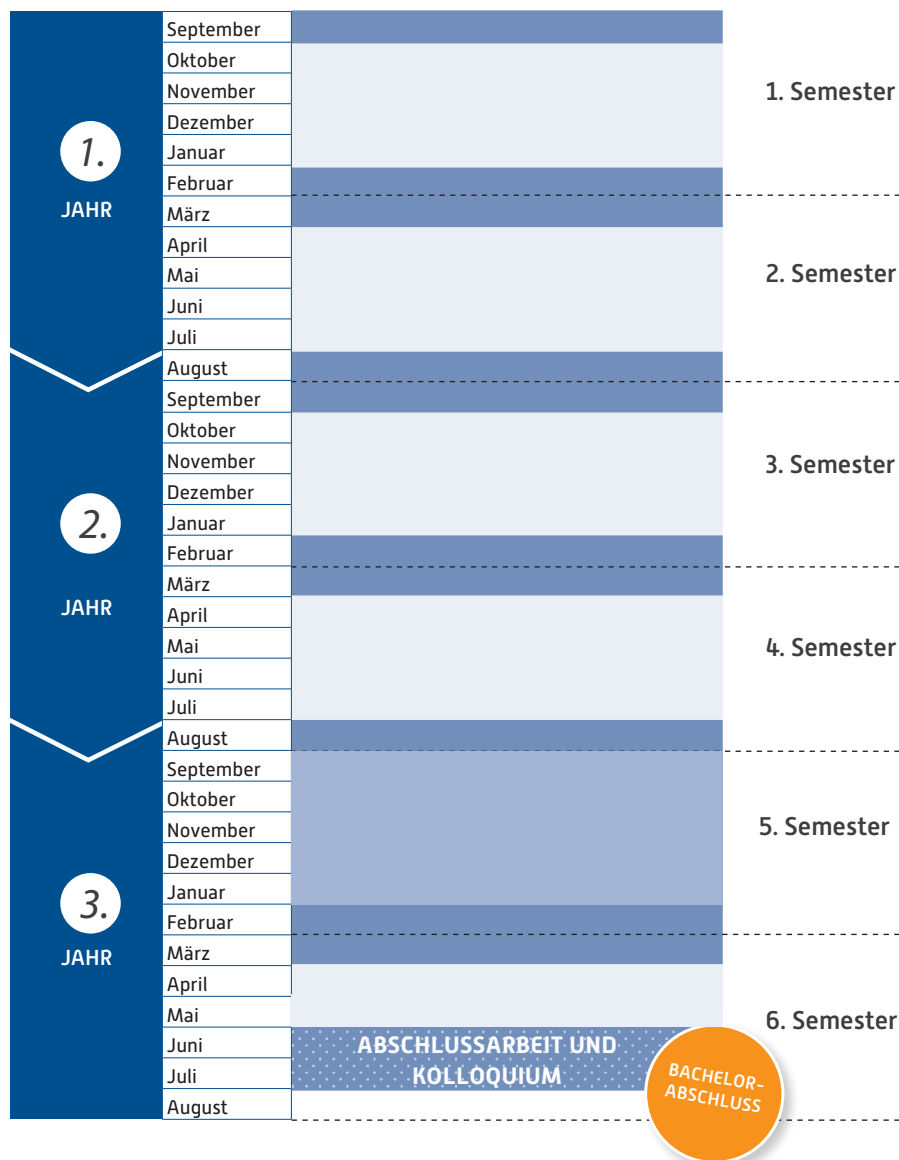 September
Oktober
November
1. Semester
Dezember
1.
Januar
Februar
JAHR
März
April
Mai
2. Semester
Juni
Juli
August
September
Oktober
November
3. Semester
Dezember
2.
Januar
Februar
März
JAHR
April
Mai
4. Semester
Juni
Juli
August
September
Oktober
5. Semester
November
Dezember
Januar
3.
Februar
März
JAHR
April
Mai
6. Semester
Juni
ABSCHLUSSARBEIT UND
KOLLOQUIUM
Juli
BACHELOR-
ABSCHLUSS
August